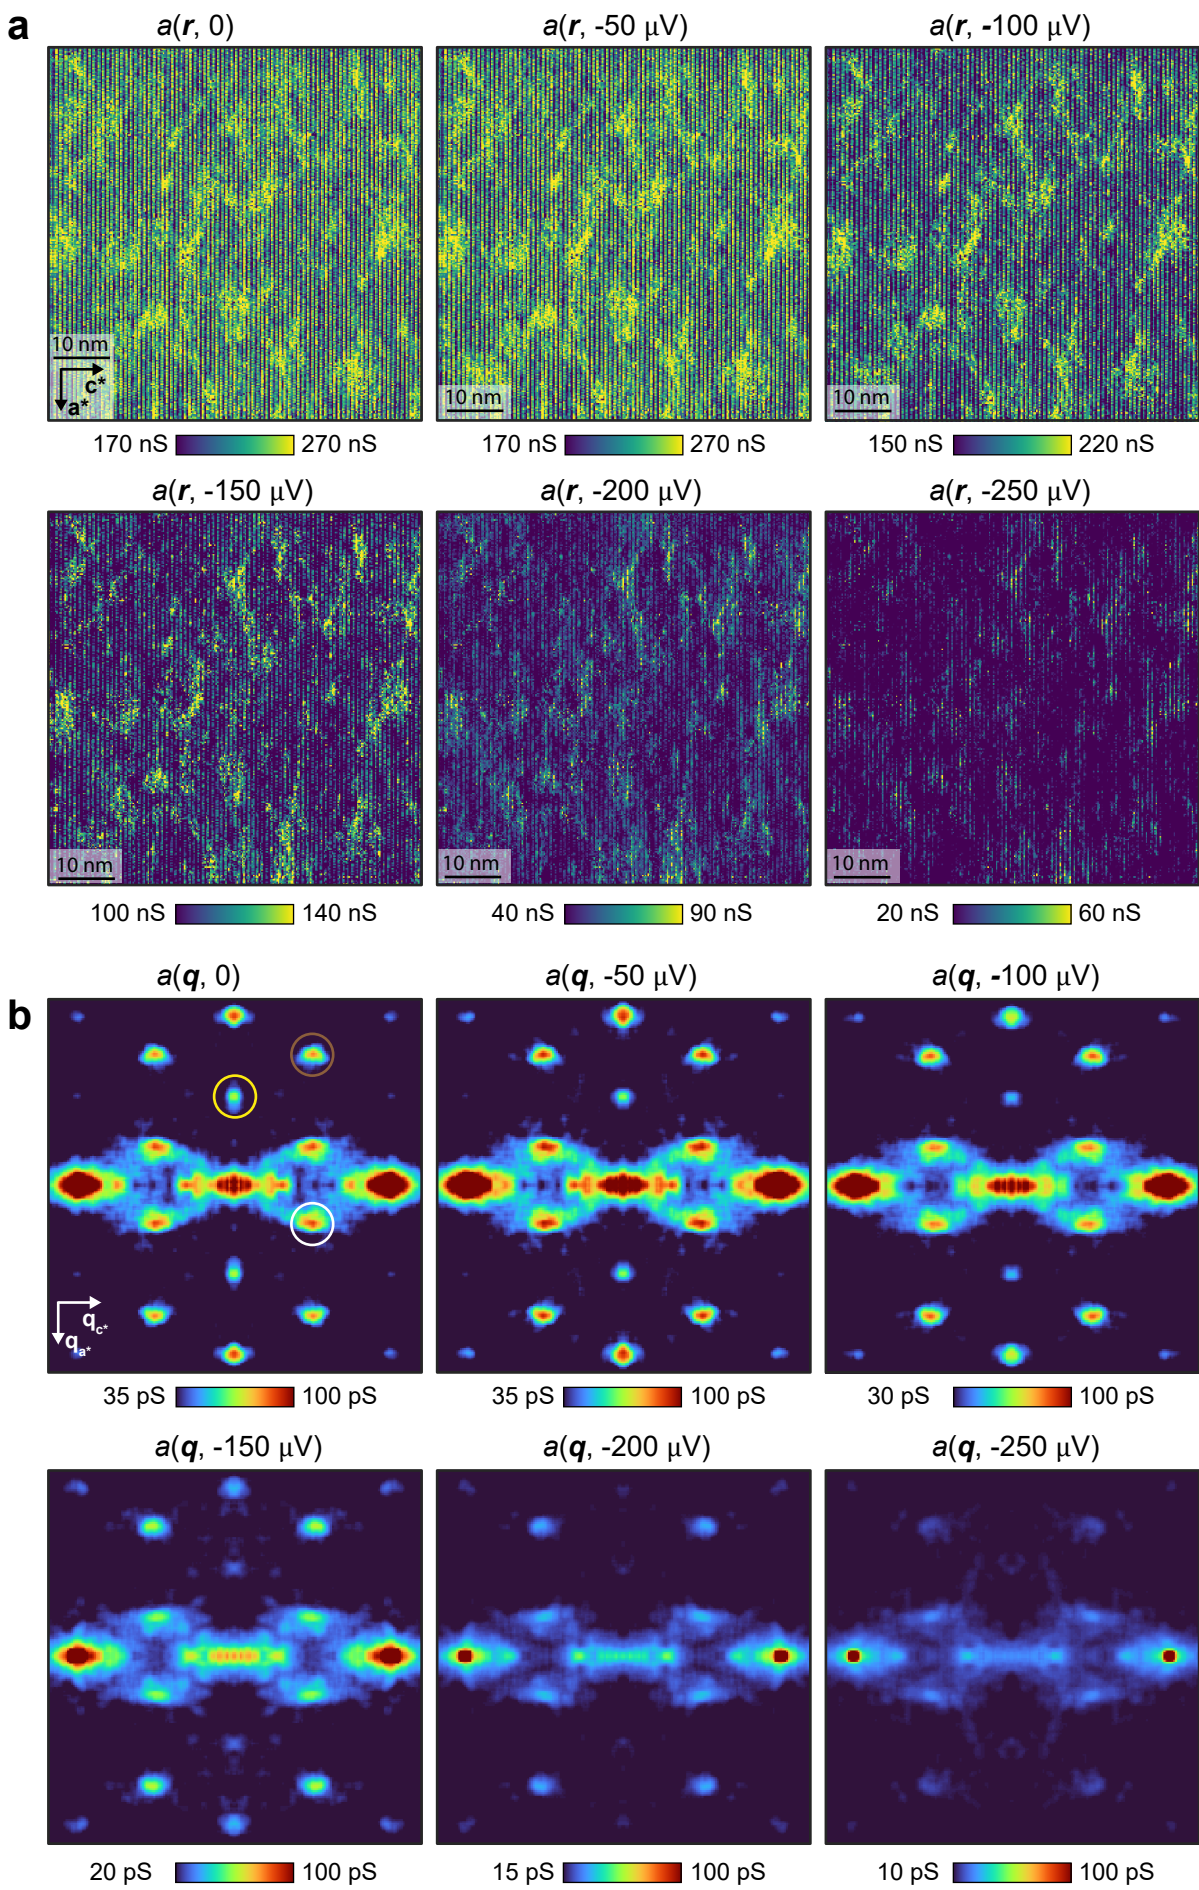 a
a(r, 0) a(r, -50 μV) a(r, -100 μV)
10 nm
c*
a*
10 nm
10 nm
170 nS 270 nS 170 nS 270 nS 150 nS 220 nS
a(r, -150 μV) a(r, -200 μV) a(r, -250 μV)
10 nm 10 nm 10 nm
100 nS 140 nS 40 nS 90 nS 20 nS 60 nS
b
a(q, 0) a(q, -50 μV) a(q, -100 μV)
qc*
qa*
35 pS 100 pS 35 pS 100 pS 30 pS 100 pS
a(q, -150 μV) a(q, -200 μV) a(q, -250 μV)
20 pS 100 pS 15 pS 100 pS 10 pS 100 pS